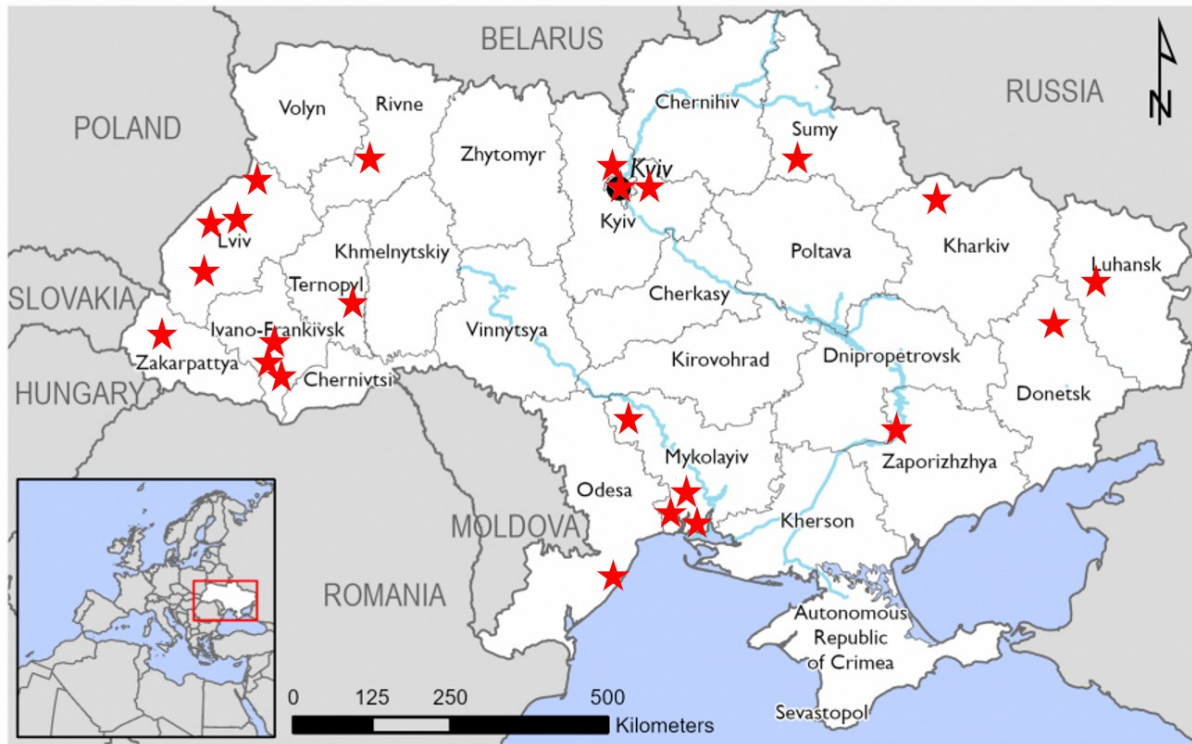 BELARUS
RUSSIA
N
POLAND
Volyn
Rivne
Chernihiv
Sumy
Zhytomyr
Kyiv
Kyiv
Lviv
Khmelnytskiy
Poltava
Kharkiv
Luhansk
SLOVAKIA
Ternopyl
Cherkasy
Ivano-Frankivsk
Vinnytsya
Zakarpattya
Kirovohrad
Dnipropetrovsk
HUNGARY
Chernivtsi
Donetsk
Mykolayiv
Zaporizhzhya
Odesa
MOLDOVA
Kherson
ROMANIA
Autonomous
Republic
of Crimea
Sevastopol
0 125 250 500
Kilometers